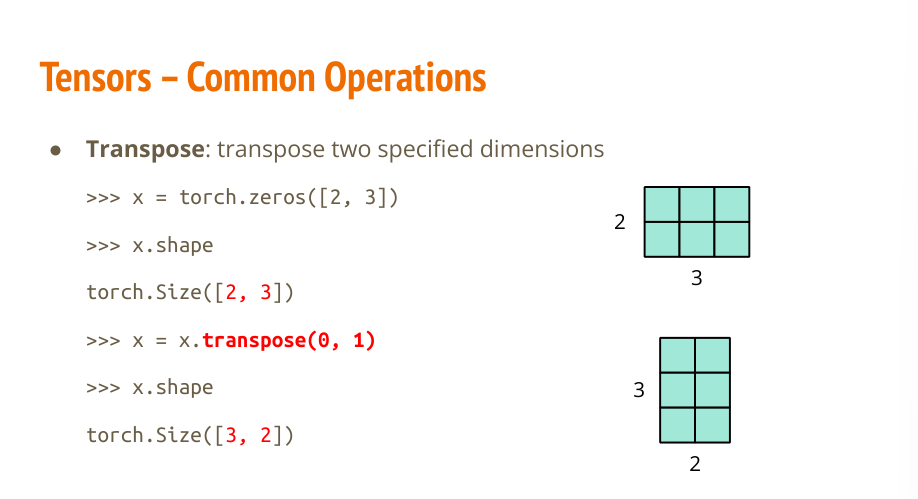 Tensors – Common Operations
● Transpose: transpose two specified dimensions
>>> x = torch.zeros([2, 3])
>>> x.shape
torch.Size([2, 3])
>>> x = x.transpose(0, 1)
>>> x.shape
torch.Size([3, 2])
2
3
3
2